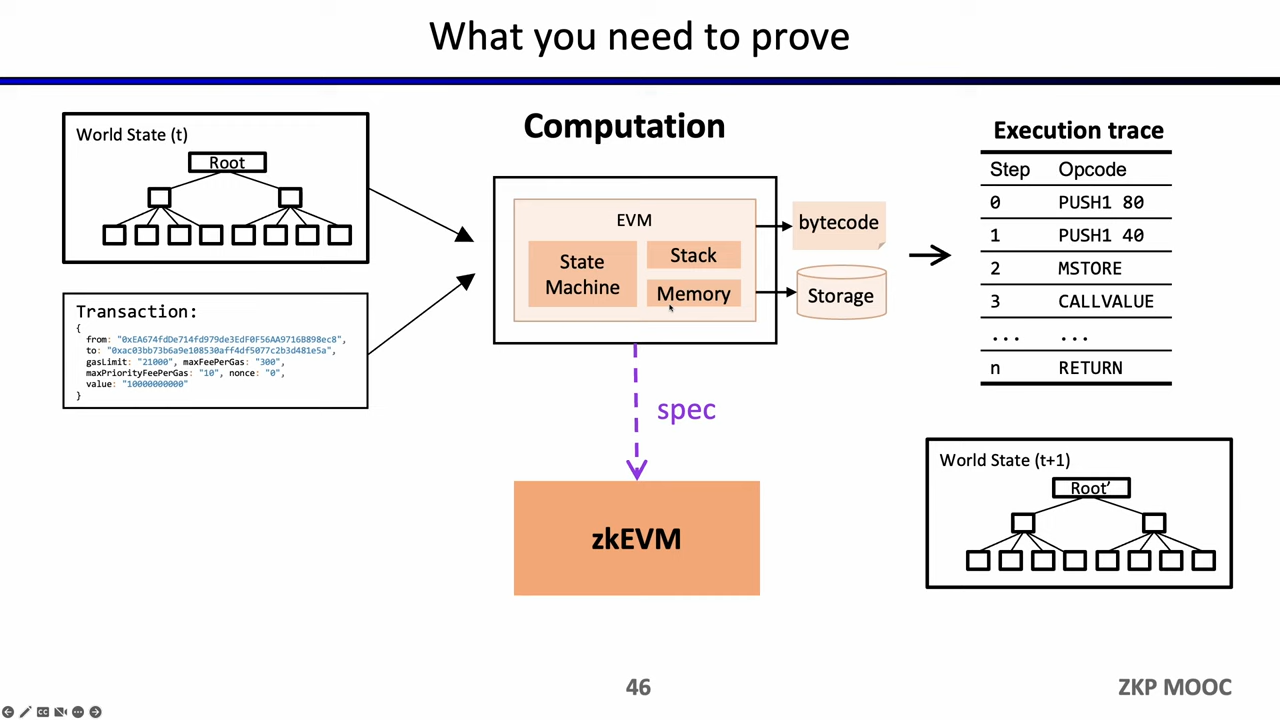 What you need to prove
World State (t)
Root
Transaction:
{
from: "0xEA674fdDe714fd979de3EdF0F56AA9716B898ec8",
to: "0xac03bb73b6a9e108530aff4df5077c2b3d481e5a",
gasLimit: "21000", maxFeePerGas: "300",
maxPriorityFeePerGas: "10", nonce: "0",
value: "10000000000"
}
Computation
EVM
State
Machine
Stack
Memory
bytecode
Storage
spec
zkEVM
Execution trace
Step Opcode
0 PUSH1 80
1 PUSH1 40
2 MSTORE
3 CALLVALUE
... ...
n RETURN
World State (t+1)
Root’
46
ZKP MOOC